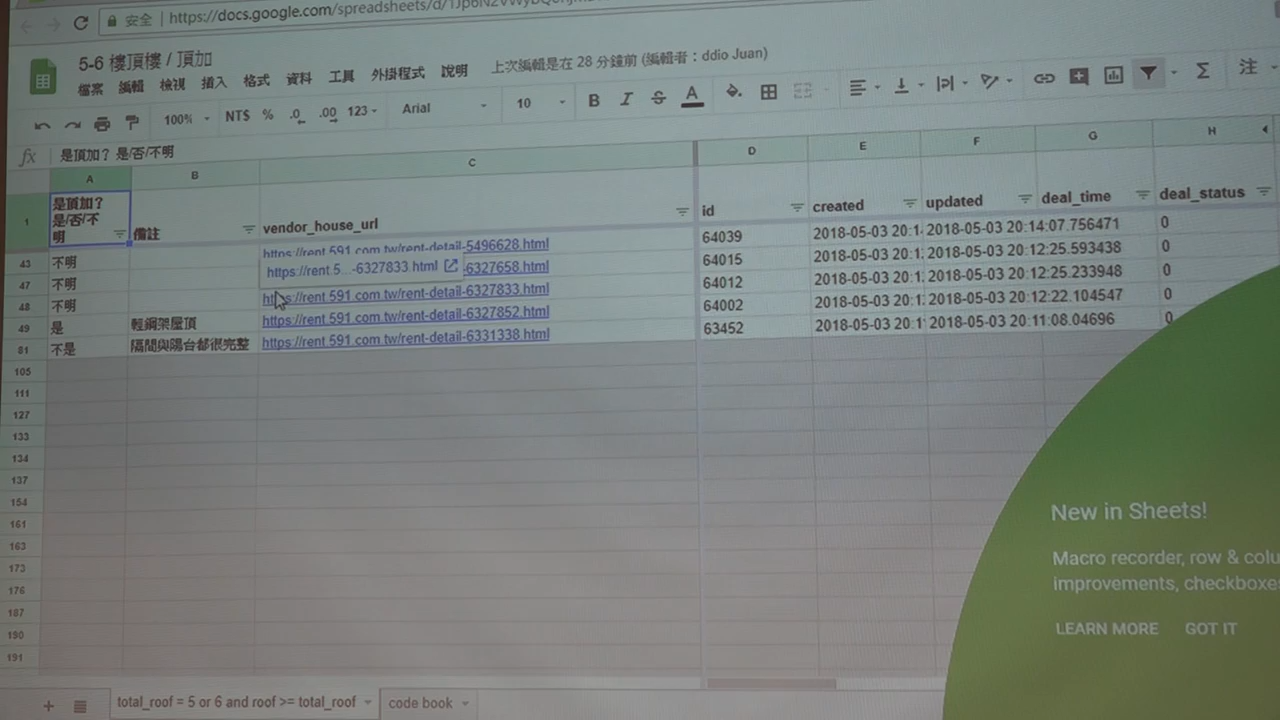 安全 | https://docs.google.com/spreadsheets/d/
5-6 樓頂樓 / 頂加
檔案 編輯 檢視 插入 格式 資料 工具 外掛程式 說明 上次編輯是在 28 分鐘前 (編輯者：ddio Juan)
100% NT$ % .0 .00 123 Arial 10 B I S A Σ 注
fx 是頂加？是/否/不明
A B C D E F G H
1 是頂加？是/否/不明 備註 vendor_house_url id created updated deal_time deal_status
https://rent.591.com.tw/rent-detail-5496628.html 64039 2018-05-03 20:1 2018-05-03 20:14:07.756471 0
43 不明 https://rent.5...-6327833.html -6327658.html 64015 2018-05-03 20:1 2018-05-03 20:12:25.593438 0
47 不明 https://rent.591.com.tw/rent-detail-6327833.html 64012 2018-05-03 20:1 2018-05-03 20:12:25.233948 0
48 不明 https://rent.591.com.tw/rent-detail-6327852.html 64002 2018-05-03 20:1 2018-05-03 20:12:22.104547 0
49 是 輕鋼架屋頂 https://rent.591.com.tw/rent-detail-6331338.html 63452 2018-05-03 20:1 2018-05-03 20:11:08.04696 0
81 不是 隔間與陽台都很完整
105
111
127
133
134
137
154
161
163
173
176
187
190
191
New in Sheets!
Macro recorder, row & colu
improvements, checkboxe
LEARN MORE GOT IT
total_roof = 5 or 6 and roof >= total_roof code book